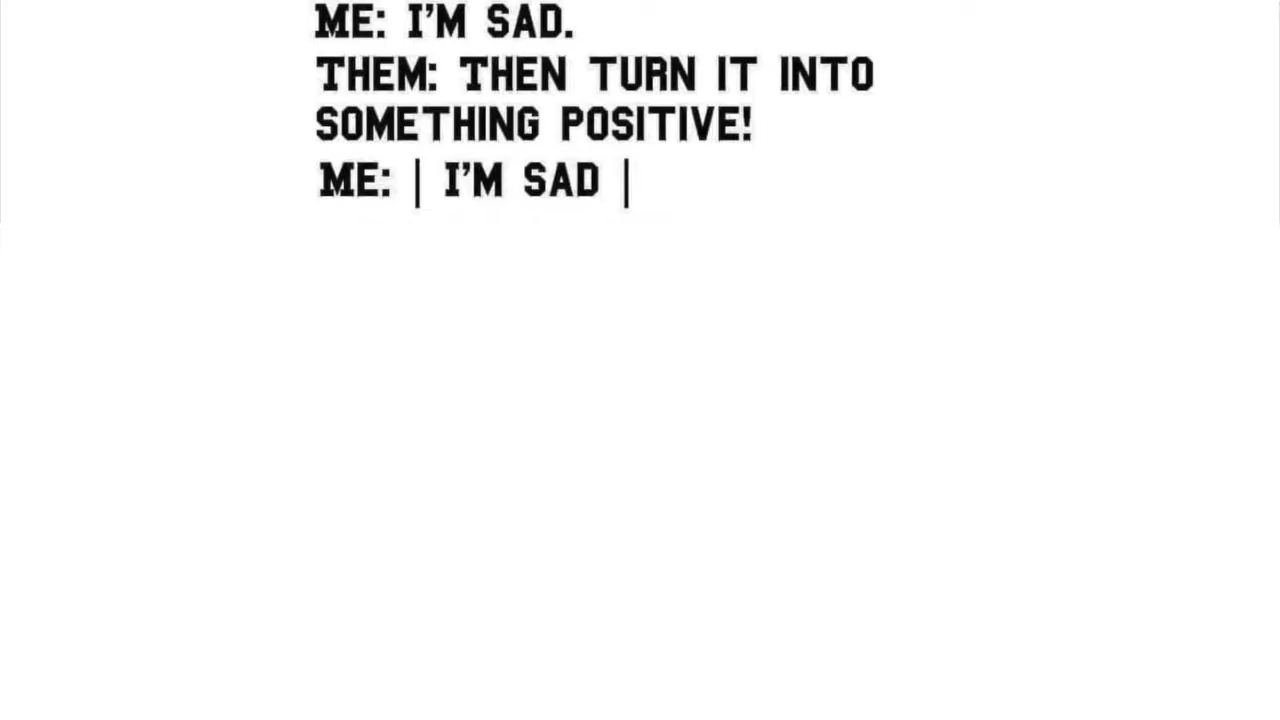 ME: I'M SAD.
THEM: THEN TURN IT INTO
SOMETHING POSITIVE!
ME: | I'M SAD |